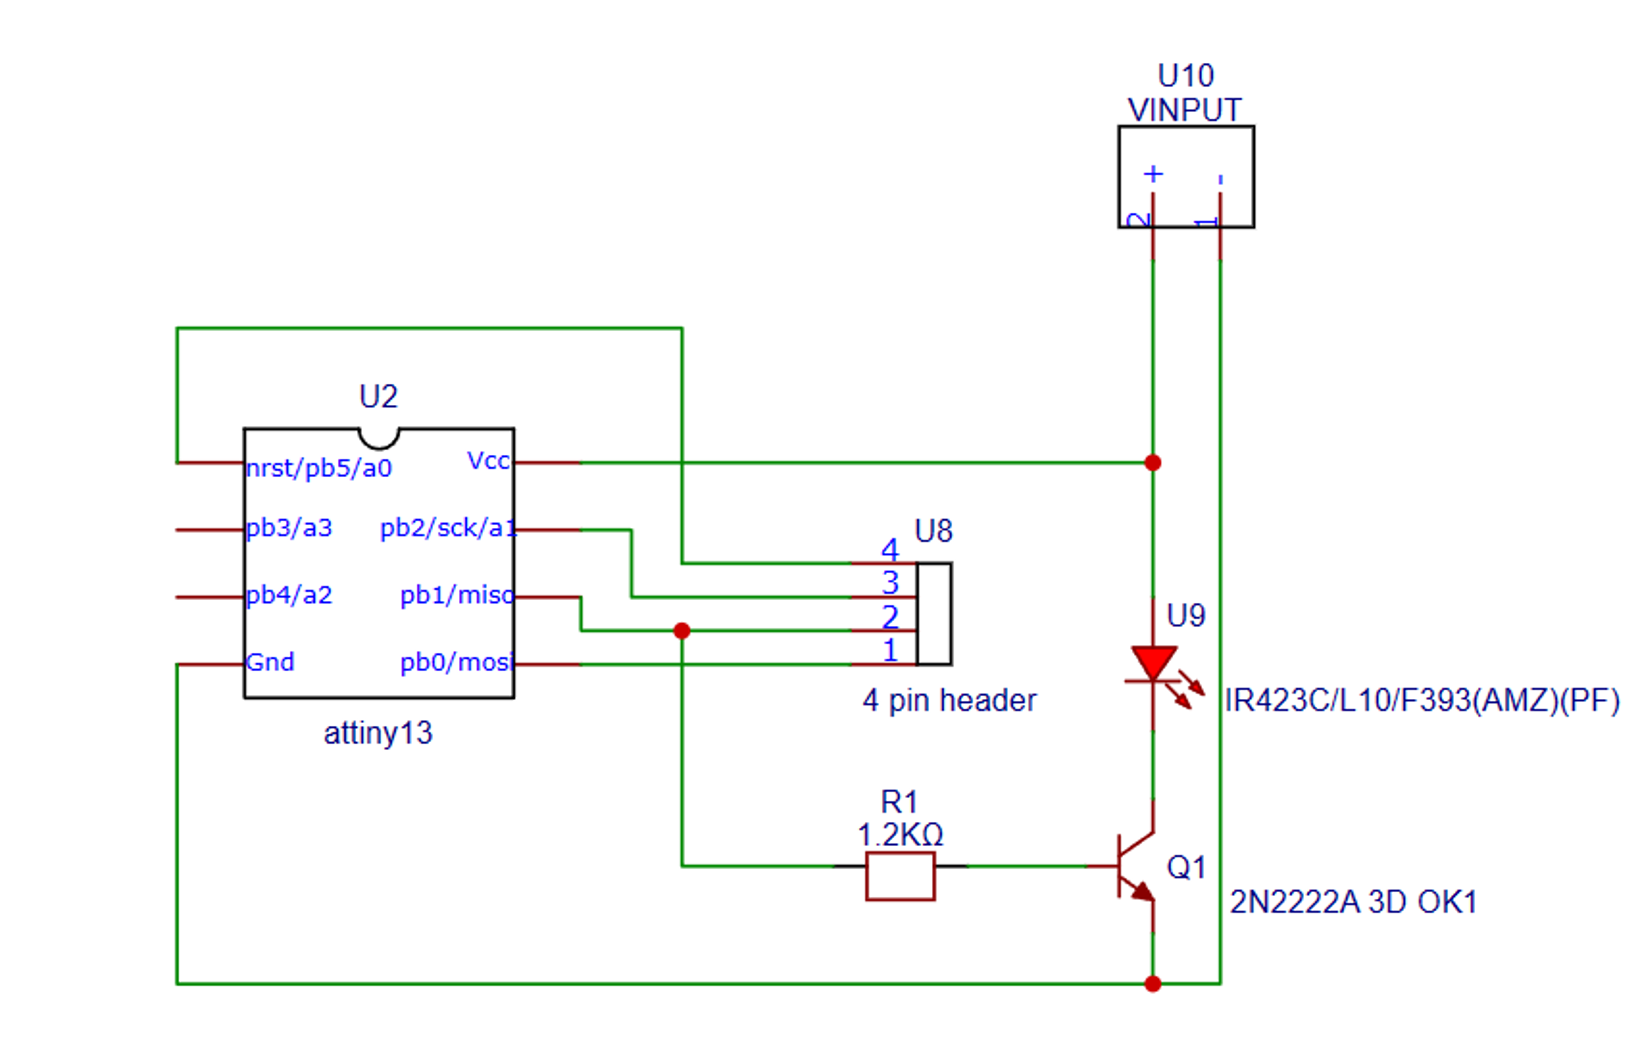 U10
VINPUT
+ -
2 1
U2
nrst/pb5/a0 Vcc
pb3/a3 pb2/sck/a1
pb4/a2 pb1/miso
Gnd pb0/mosi
attiny13
U8
4
3
2
1
4 pin header
U9
IR423C/L10/F393(AMZ)(PF)
R1
1.2KΩ
Q1
2N2222A 3D OK1